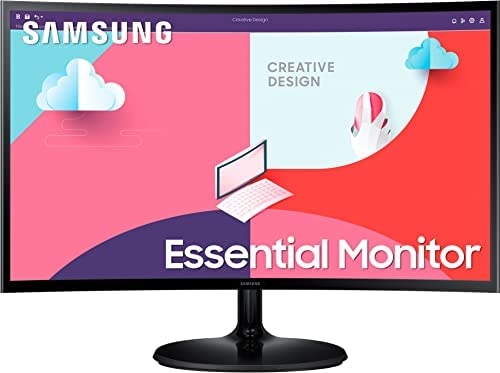 Creative Design
SAMSUNG
CREATIVE
DESIGN
Essential Monitor
SAMSUNG